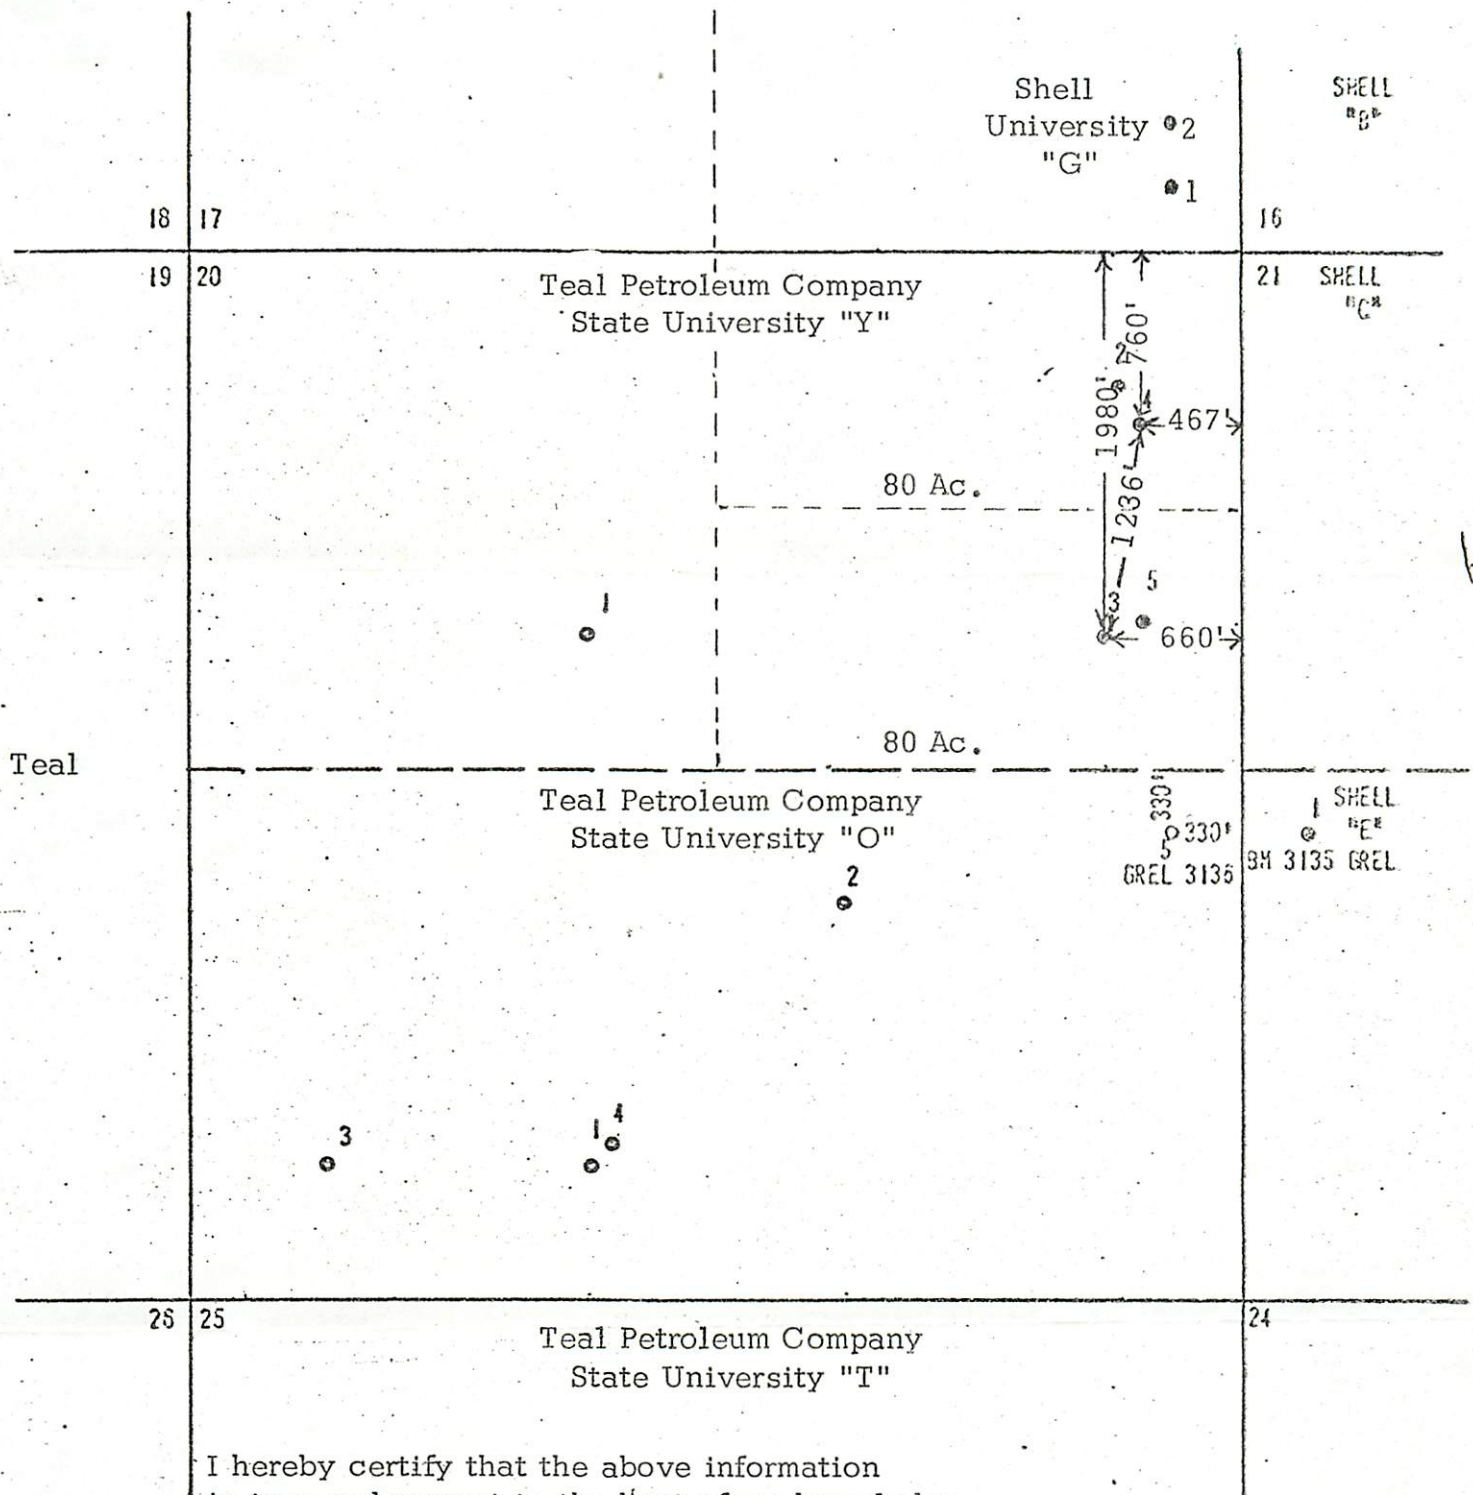 Shell
University
"G"
2
1
SHELL
18 17
16
19 20
21 SHELL
Teal Petroleum Company
State University "Y"
2
760'
1980'
4
467'
80 Ac.
1236'
1
5
3
660'
Teal
80 Ac.
Teal Petroleum Company
State University "O"
330'
330'
5
GREL 3136
1 SHELL
"E"
BM 3135 GREL
2
3
1 4
26 25
24
Teal Petroleum Company
State University "T"
I hereby certify that the above information